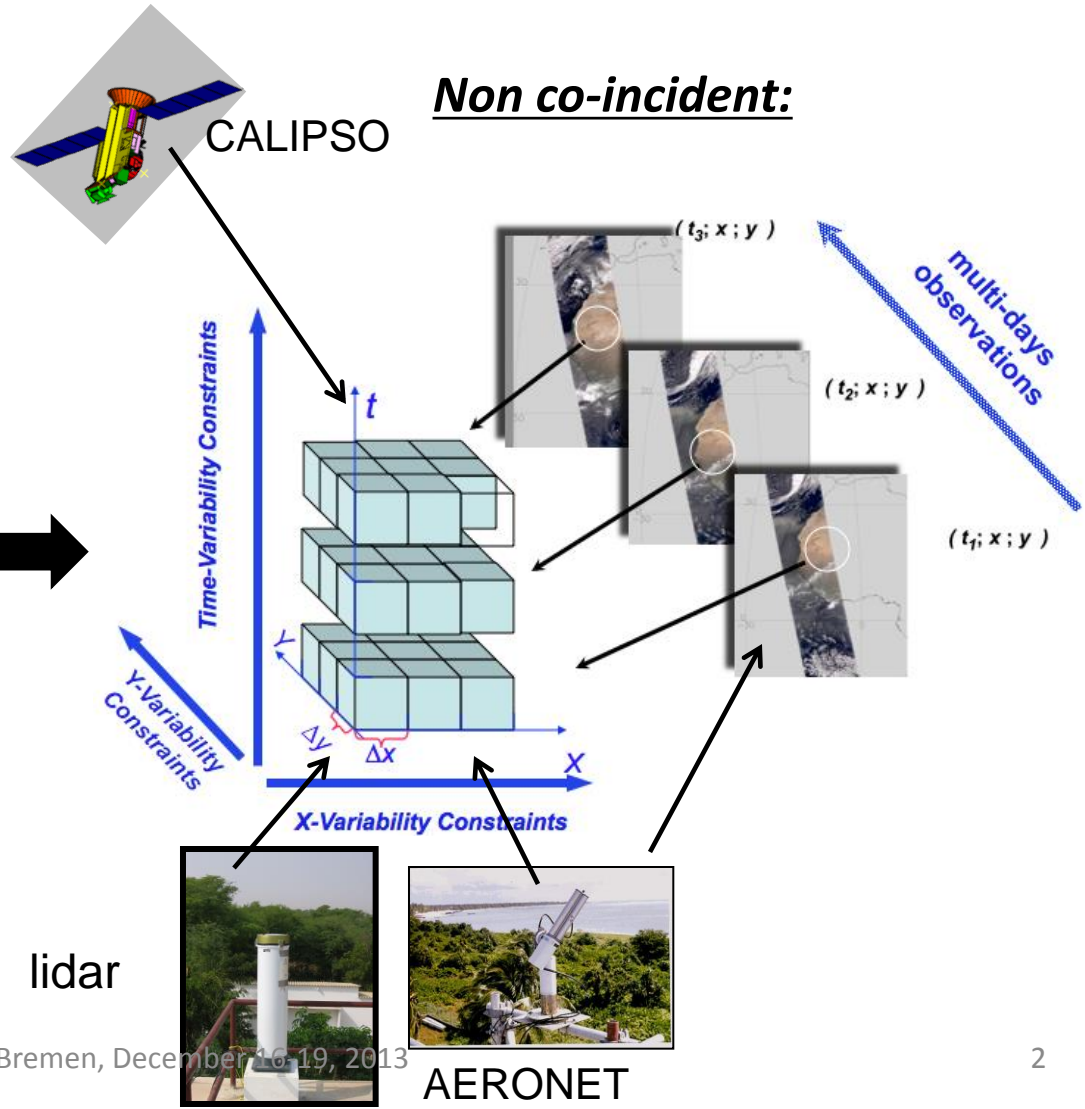 Non co-incident:
CALIPSO
(t3; x ; y )
multi-days
observations
(t2; x ; y )
(t1; x ; y )
Time-Variability Constraints
t
Y
Y-Variability
Constraints
Δy
Δx
X
X-Variability Constraints
lidar
Bremen, December 16-19, 2013
AERONET
2